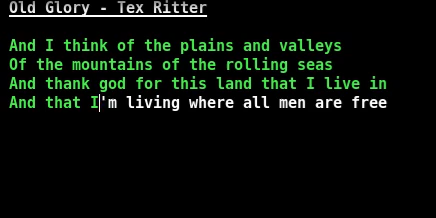 Old Glory - Tex Ritter
And I think of the plains and valleys
Of the mountains of the rolling seas
And thank god for this land that I live in
And that I'm living where all men are free